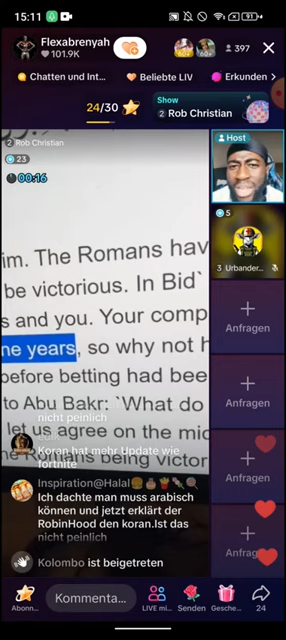 15:11
91%
Flexabrenyah
101.9K
60+
397
Chatten und Int...
Beliebte LIV
Erkunden
24/30
Show
2 Rob Christian
2 Rob Christian
Host
23
00:16
5
im. The Romans hav
be victorious. In Bid`
s and you. Your comp
ne years, so why not h
before betting had bee
to Abu Bakr: `What do
let us agree on the mid
he Romans being victor
3 Urbander...
Anfragen
Anfragen
Anfragen
Anfragen
nicht peinlich
Koran hat mehr Update wie
fortnite
Inspiration@Halal
Ich dachte man muss arabisch
können und jetzt erklärt der
RobinHood den koran.Ist das
nicht peinlich
Kolombo ist beigetreten
Abonn...
Kommenta...
LIVE mi...
Senden
Gesche...
24